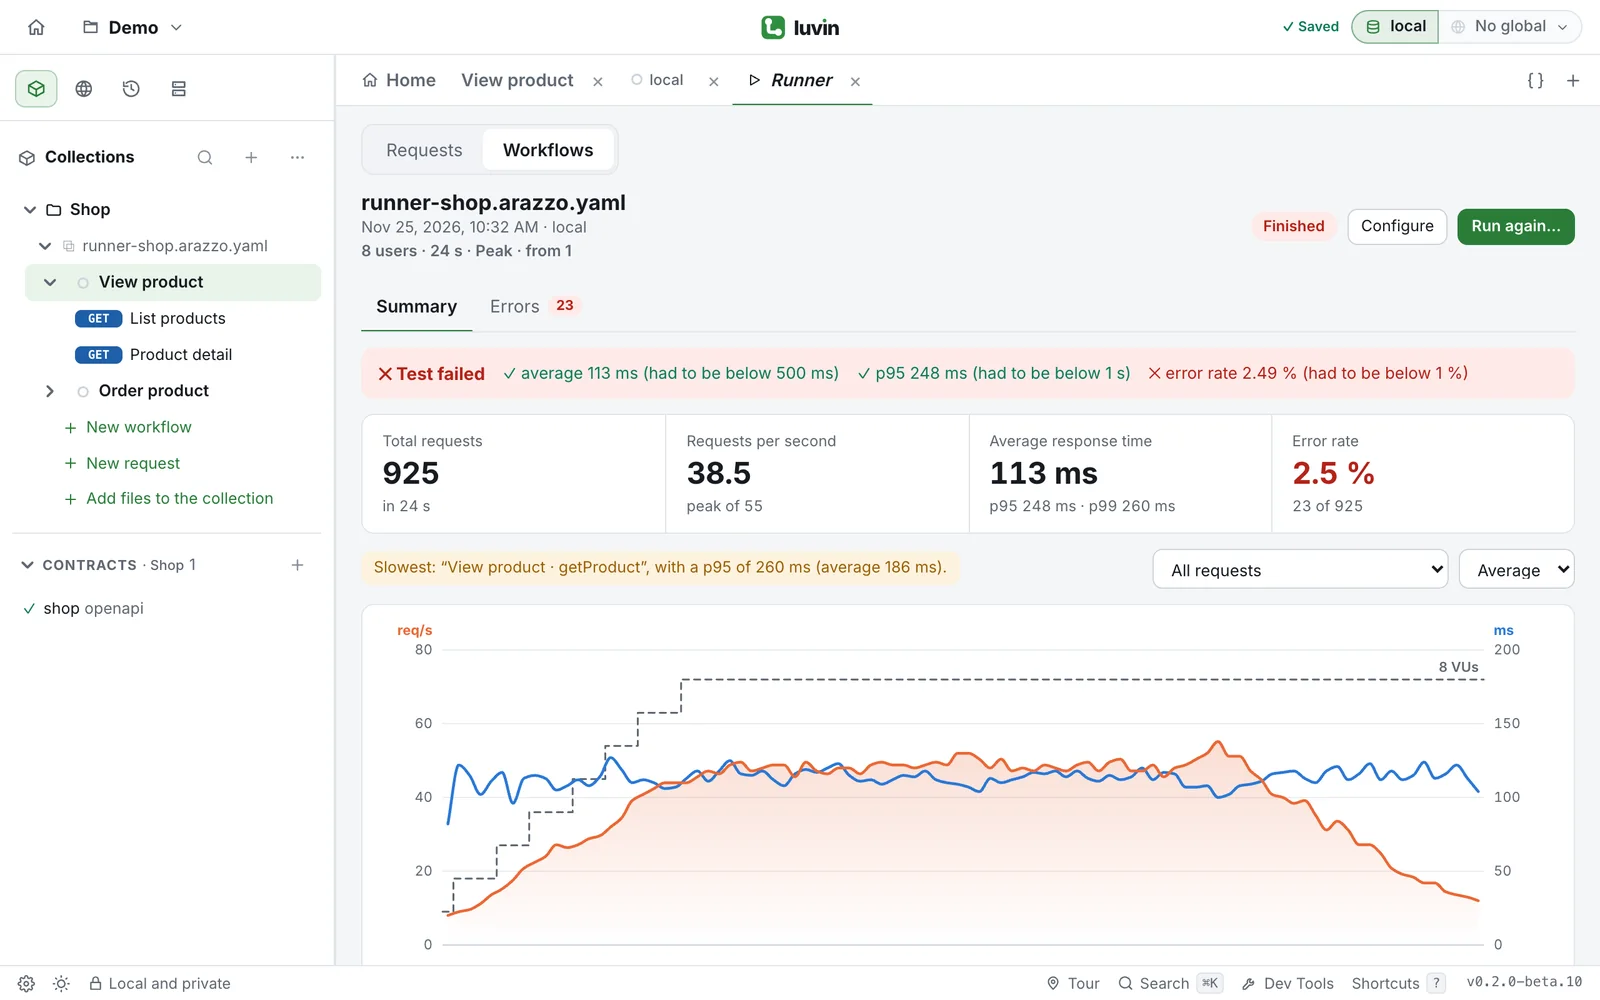 Demo
luvin
Saved
local
No global
Home
View product
local
Runner
Collections
Requests
Workflows
Shop
runner-shop.arazzo.yaml
View product
GET List products
GET Product detail
Order product
New workflow
New request
Add files to the collection
CONTRACTS · Shop 1
shop openapi
runner-shop.arazzo.yaml
Nov 25, 2026, 10:32 AM · local
8 users · 24 s · Peak · from 1
Finished
Configure
Run again...
Summary
Errors 23
Test failed average 113 ms (had to be below 500 ms) p95 248 ms (had to be below 1 s) error rate 2.49 % (had to be below 1 %)
Total requests
925
in 24 s
Requests per second
38.5
peak of 55
Average response time
113 ms
p95 248 ms · p99 260 ms
Error rate
2.5 %
23 of 925
Slowest: “View product · getProduct”, with a p95 of 260 ms (average 186 ms).
All requests
Average
req/s
ms
80
200
8 VUs
60
150
40
100
20
50
0
0
Local and private
Tour
Search ⌘K
Dev Tools
Shortcuts ?
v0.2.0-beta.10